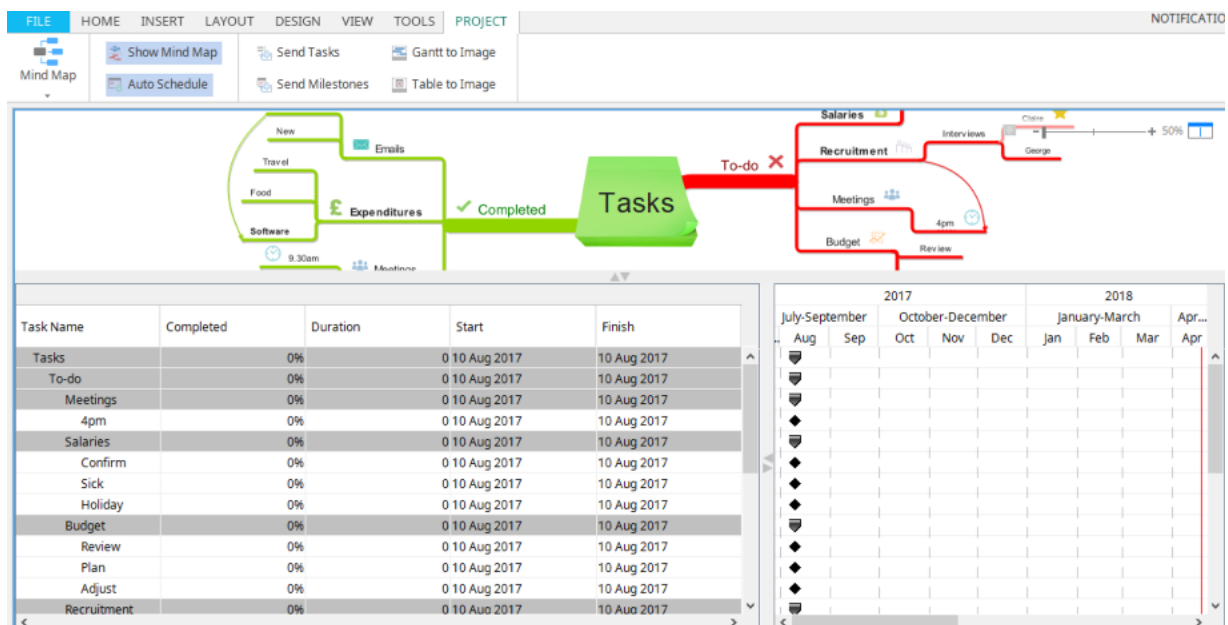 FILE HOME INSERT LAYOUT DESIGN VIEW TOOLS PROJECT NOTIFICATIO
Mind Map
Show Mind Map Send Tasks Gantt to Image
Auto Schedule Send Milestones Table to Image
New
Emails
Travel
Food
Expenditures
Software
9.30am
Meetings
Completed
Tasks
To-do
Salaries
Recruitment
Interviews
Claire
George
Meetings
4pm
Budget
Review
50%
Task Name Completed Duration Start Finish
Tasks 0% 0 10 Aug 2017 10 Aug 2017
To-do 0% 0 10 Aug 2017 10 Aug 2017
Meetings 0% 0 10 Aug 2017 10 Aug 2017
4pm 0% 0 10 Aug 2017 10 Aug 2017
Salaries 0% 0 10 Aug 2017 10 Aug 2017
Confirm 0% 0 10 Aug 2017 10 Aug 2017
Sick 0% 0 10 Aug 2017 10 Aug 2017
Holiday 0% 0 10 Aug 2017 10 Aug 2017
Budget 0% 0 10 Aug 2017 10 Aug 2017
Review 0% 0 10 Aug 2017 10 Aug 2017
Plan 0% 0 10 Aug 2017 10 Aug 2017
Adjust 0% 0 10 Aug 2017 10 Aug 2017
Recruitment 0% 0 10 Aug 2017 10 Aug 2017
2017 2018
July-September October-December January-March Apr...
.. Aug Sep Oct Nov Dec Jan Feb Mar Apr